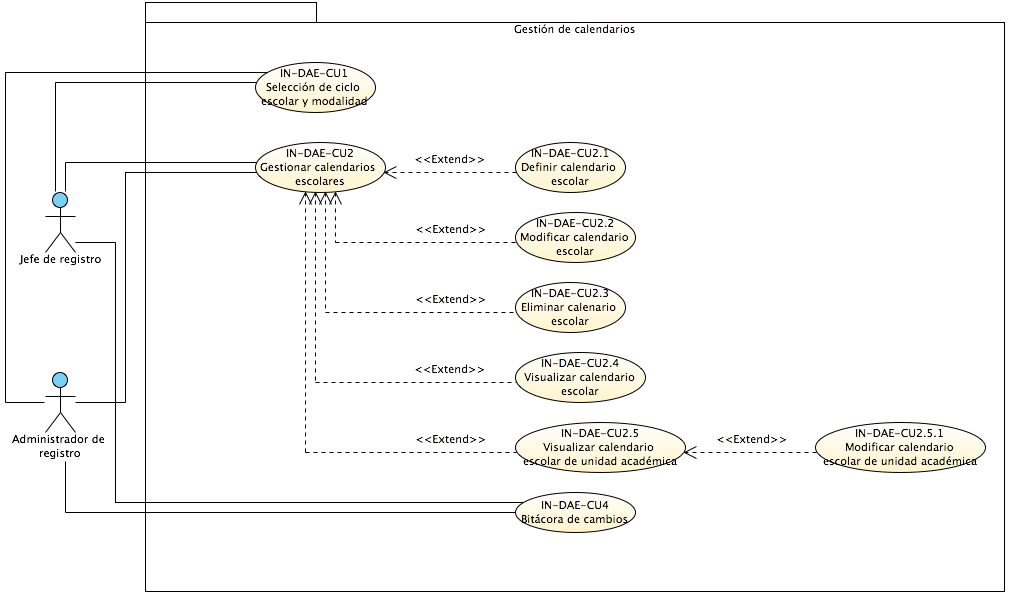 Gestión de calendarios
IN-DAE-CU1
Selección de ciclo
escolar y modalidad
IN-DAE-CU2
Gestionar calendarios
escolares
<<Extend>>
IN-DAE-CU2.1
Definir calendario
escolar
<<Extend>>
IN-DAE-CU2.2
Modificar calendario
escolar
Jefe de registro
<<Extend>>
IN-DAE-CU2.3
Eliminar calenario
escolar
<<Extend>>
IN-DAE-CU2.4
Visualizar calendario
escolar
Administrador de
registro
<<Extend>>
IN-DAE-CU2.5
Visualizar calendario
escolar de unidad académica
<<Extend>>
IN-DAE-CU2.5.1
Modificar calendario
escolar de unidad académica
IN-DAE-CU4
Bitácora de cambios